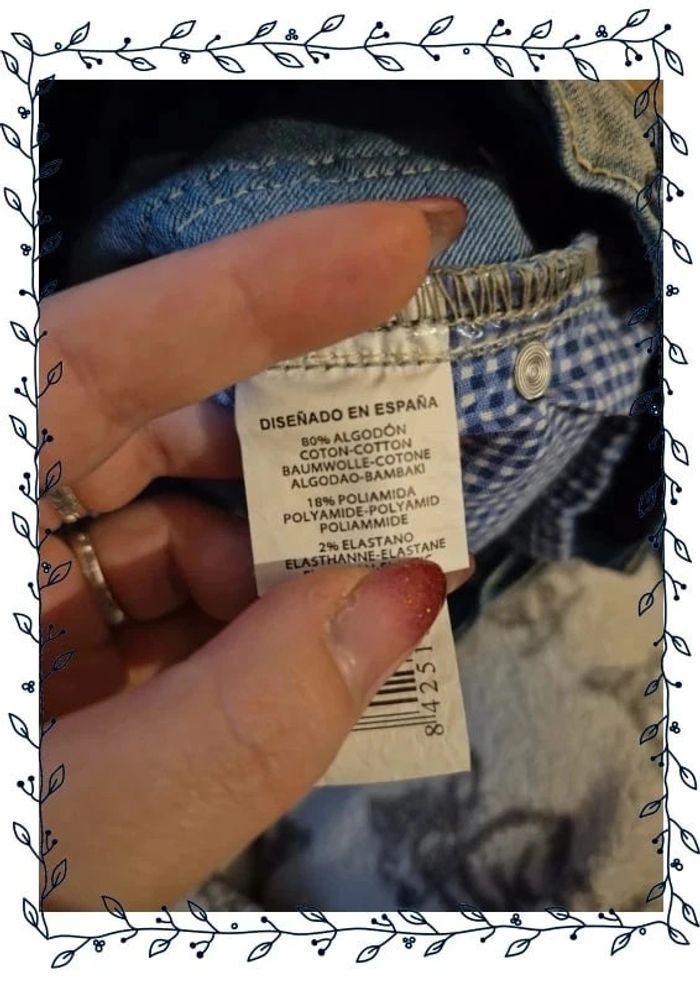 DISEÑADO EN ESPAÑA
80% ALGODÓN
COTON-COTTON
BAUMWOLLE-COTONE
ALGODAO-BAMBAKI
18% POLIAMIDA
POLYAMIDE-POLYAMID
POLIAMMIDE
2% ELASTANO
ELASTHANNE-ELASTANE
84251